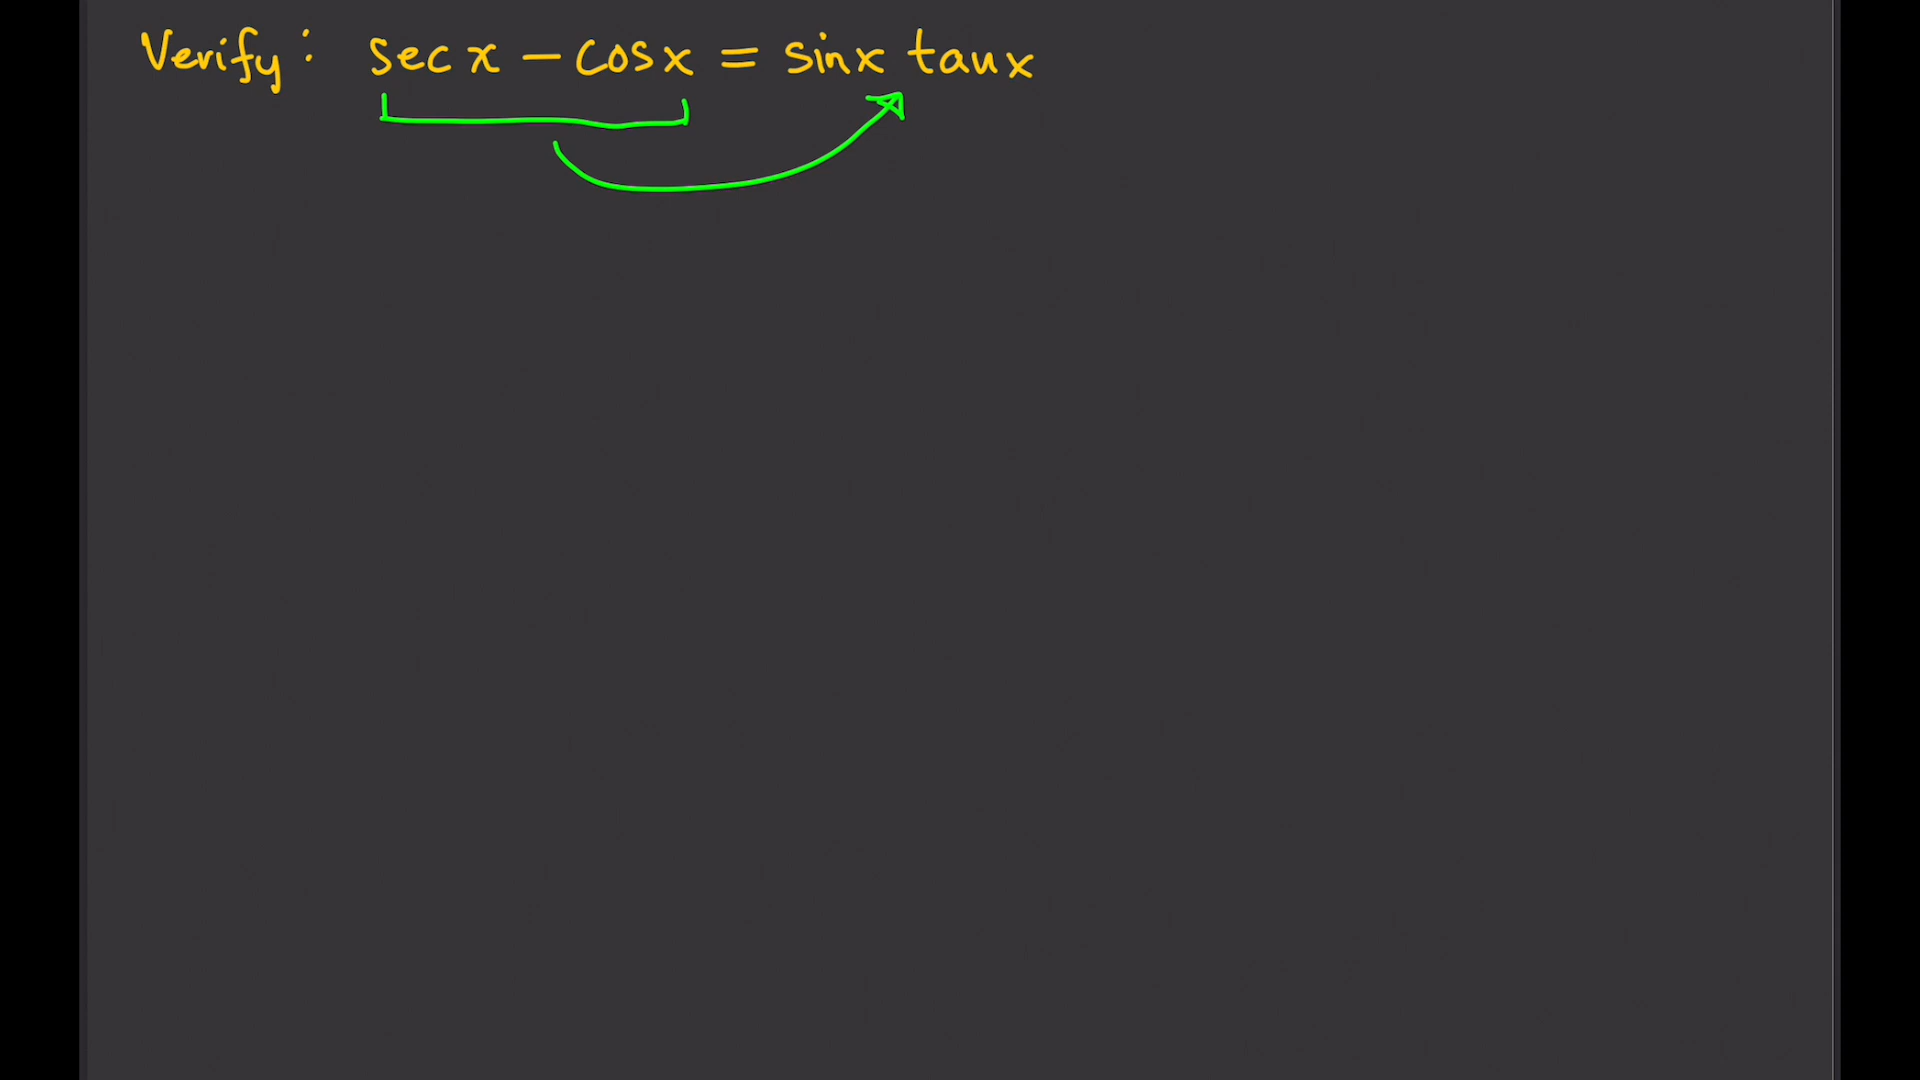 Verify: sec x - cos x = sin x tan x